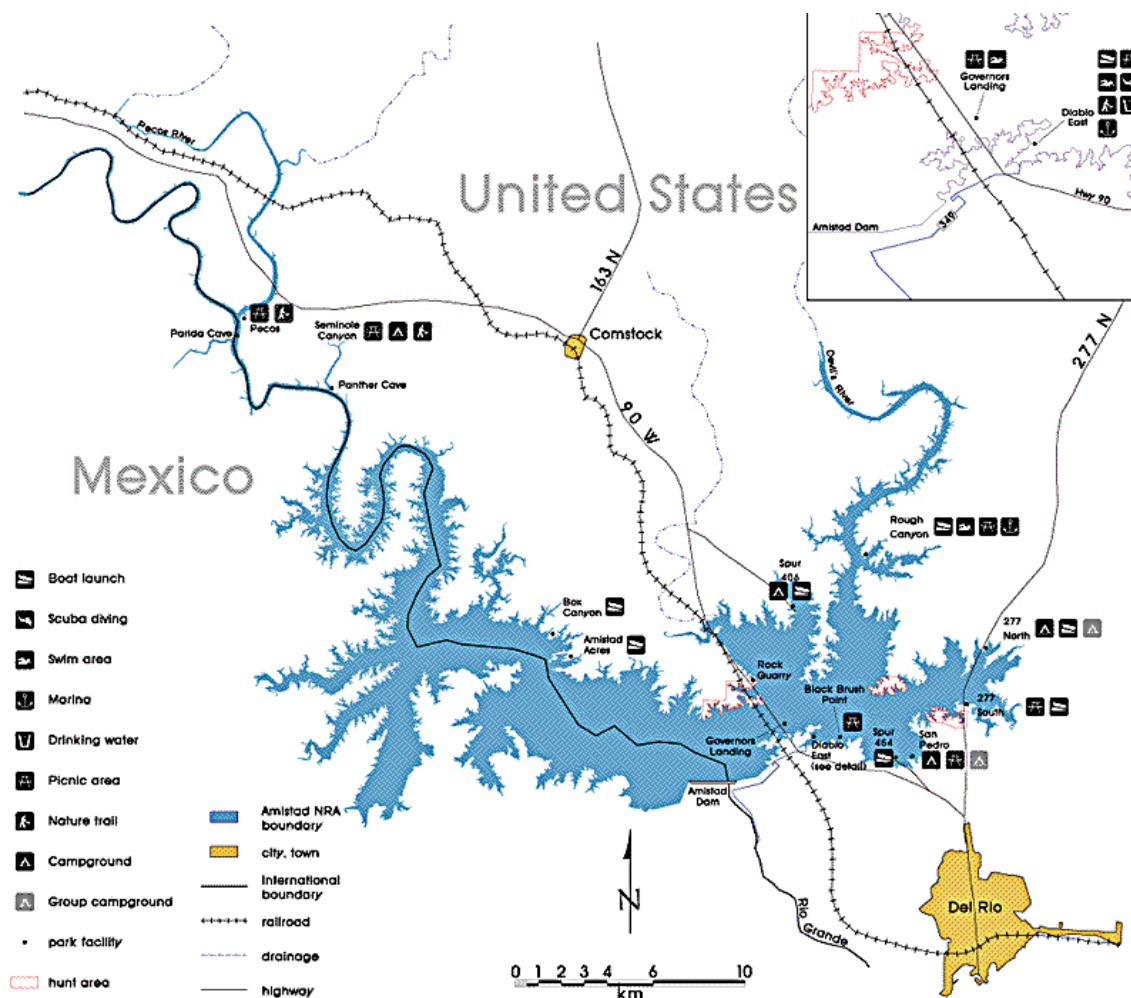 Governors
Landing
Diablo
East
Hwy 90
Amistad Dam
349
Pecos River
United States
163 N
277 N
Comstock
Parida Cave
Pecos
Seminole
Canyon
Panther Cave
90 W
Devil's River
Mexico
Rough
Canyon
Spur
406
Box
Canyon
Amistad
Acres
277
North
Rock
Quarry
Black Brush
Point
277
South
Governors
Landing
Diablo
East
(see detail)
Spur
454
San
Pedro
Amistad
Dam
Rio Grande
Del Rio
Boat launch
Scuba diving
Swim area
Marina
Drinking water
Picnic area
Nature trail
Campground
Group campground
park facility
hunt area
Amistad NRA
boundary
city, town
International
boundary
railroad
drainage
highway
N
0 1 2 3 4 6 10
km